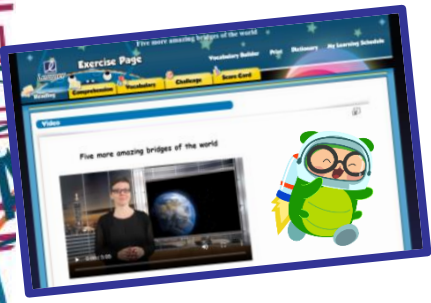 Five more amazing bridges of the world
Exercise Page
Vocabulary Builder Print Dictionary My Learning Schedule
Reading Comprehension Vocabulary Challenge Score Card
Video
Five more amazing bridges of the world